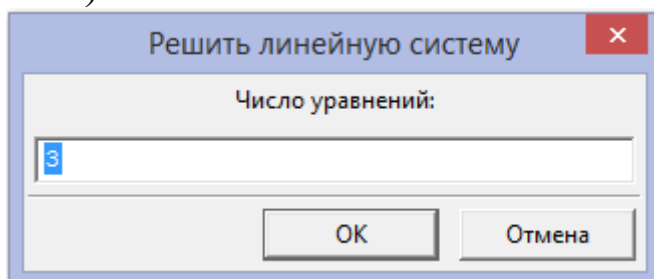 )
Решить линейную систему
Число уравнений:
3
OK
Отмена